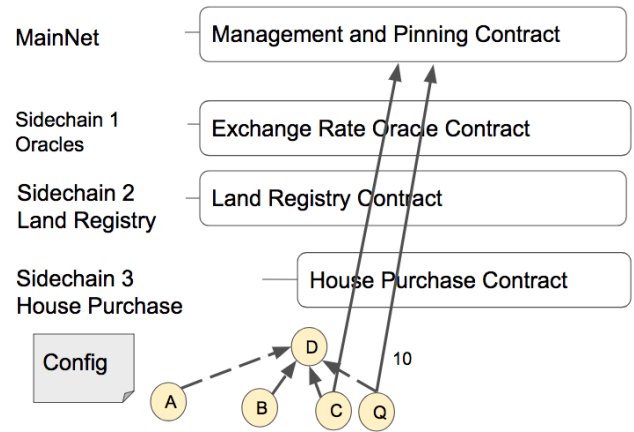 MainNet
Management and Pinning Contract
Sidechain 1
Oracles
Exchange Rate Oracle Contract
Sidechain 2
Land Registry
Land Registry Contract
Sidechain 3
House Purchase
House Purchase Contract
Config
D
10
A
B
C
Q